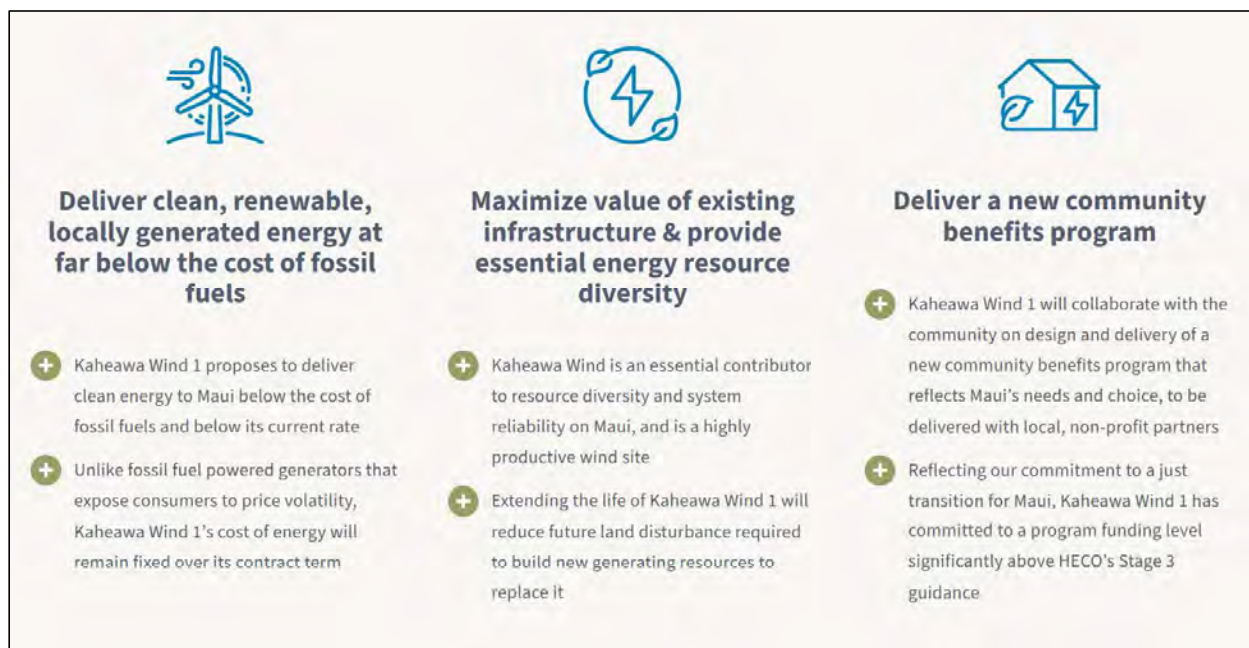 Deliver clean, renewable,
locally generated energy at
far below the cost of fossil
fuels
Kaheawa Wind 1 proposes to deliver
clean energy to Maui below the cost of
fossil fuels and below its current rate
Unlike fossil fuel powered generators that
expose consumers to price volatility,
Kaheawa Wind 1’s cost of energy will
remain fixed over its contract term
Maximize value of existing
infrastructure & provide
essential energy resource
diversity
Kaheawa Wind is an essential contributor
to resource diversity and system
reliability on Maui, and is a highly
productive wind site
Extending the life of Kaheawa Wind 1 will
reduce future land disturbance required
to build new generating resources to
replace it
Deliver a new community
benefits program
Kaheawa Wind 1 will collaborate with the
community on design and delivery of a
new community benefits program that
reflects Maui’s needs and choice, to be
delivered with local, non-profit partners
Reflecting our commitment to a just
transition for Maui, Kaheawa Wind 1 has
committed to a program funding level
significantly above HECO’s Stage 3
guidance